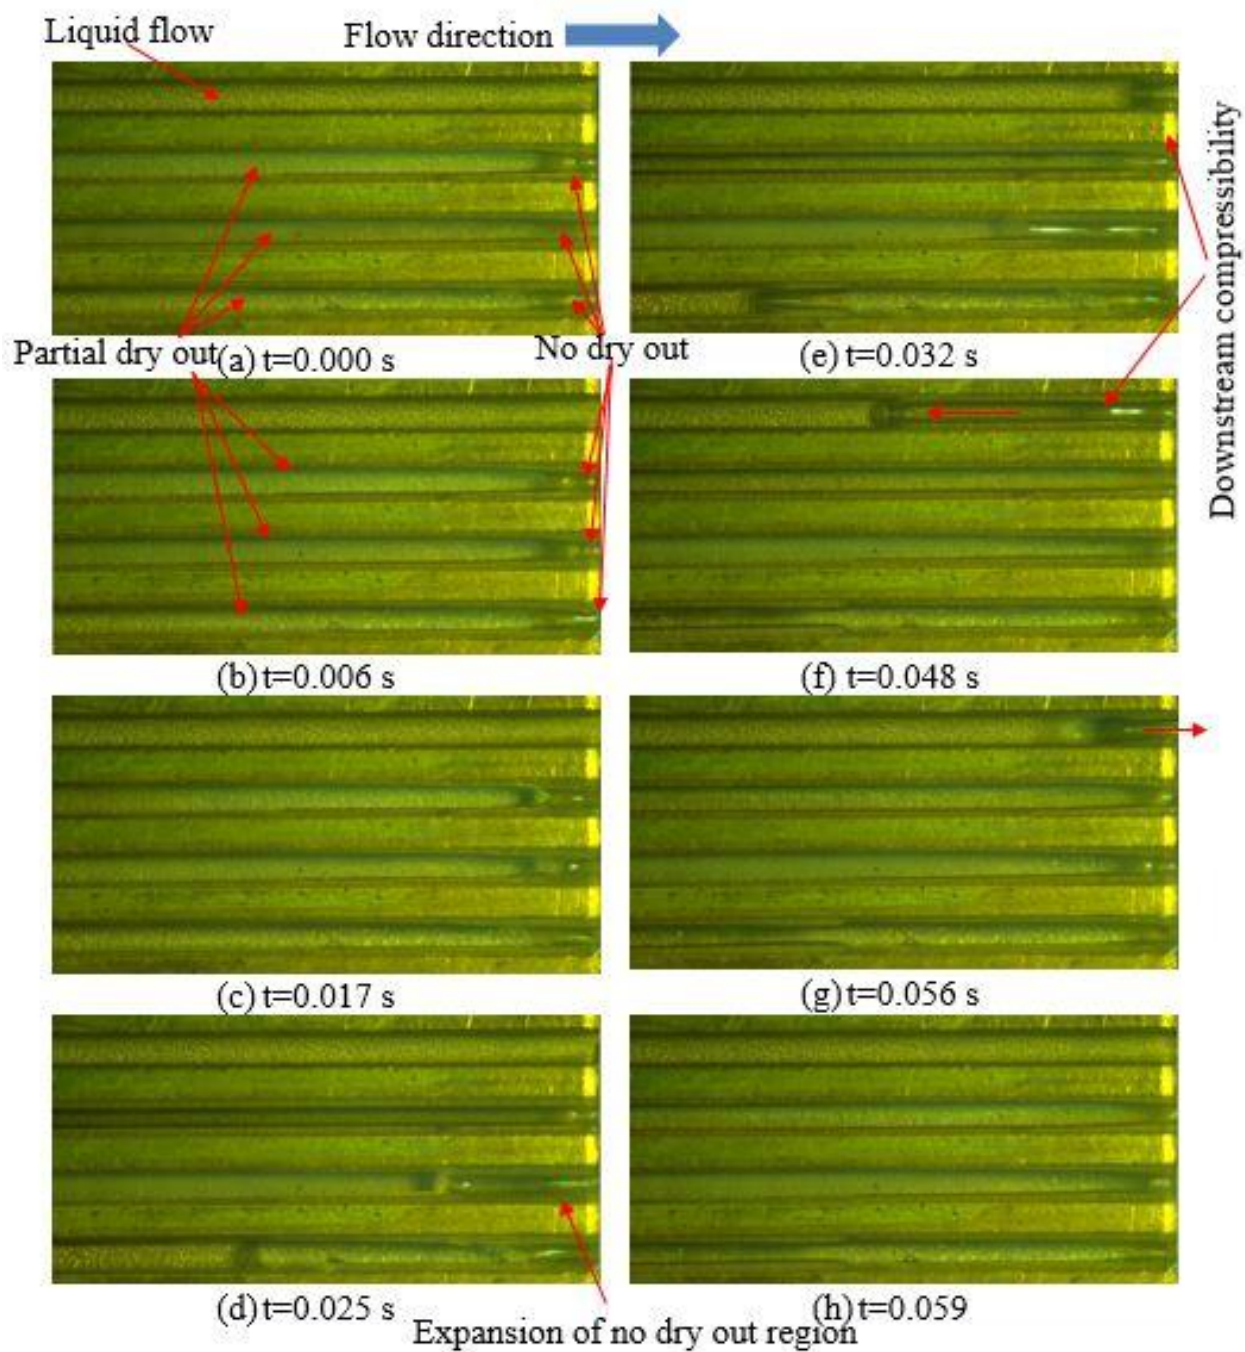 Liquid flow
Flow direction
Partial dry out
(a) t=0.000 s
No dry out
(e) t=0.032 s
Downstream compressibility
(b) t=0.006 s
(f) t=0.048 s
(c) t=0.017 s
(g) t=0.056 s
(d) t=0.025 s
(h) t=0.059
Expansion of no dry out region